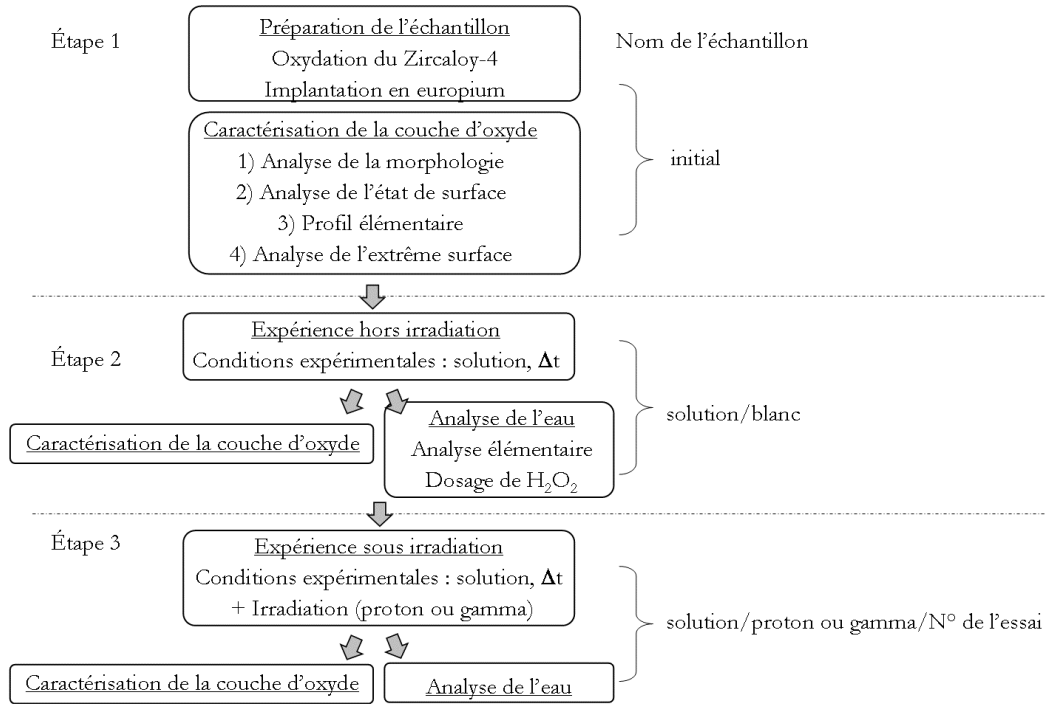 Étape 1
Préparation de l'échantillon
Oxydation du Zircaloy-4
Implantation en europium
Nom de l'échantillon
Caractérisation de la couche d'oxyde
1) Analyse de la morphologie
2) Analyse de l'état de surface
3) Profil élémentaire
4) Analyse de l'extrême surface
initial
Étape 2
Expérience hors irradiation
Conditions expérimentales : solution, Δt
Caractérisation de la couche d'oxyde
Analyse de l'eau
Analyse élémentaire
Dosage de H₂O₂
solution/blanc
Étape 3
Expérience sous irradiation
Conditions expérimentales : solution, Δt
+ Irradiation (proton ou gamma)
solution/proton ou gamma/N° de l'essai
Caractérisation de la couche d'oxyde
Analyse de l'eau